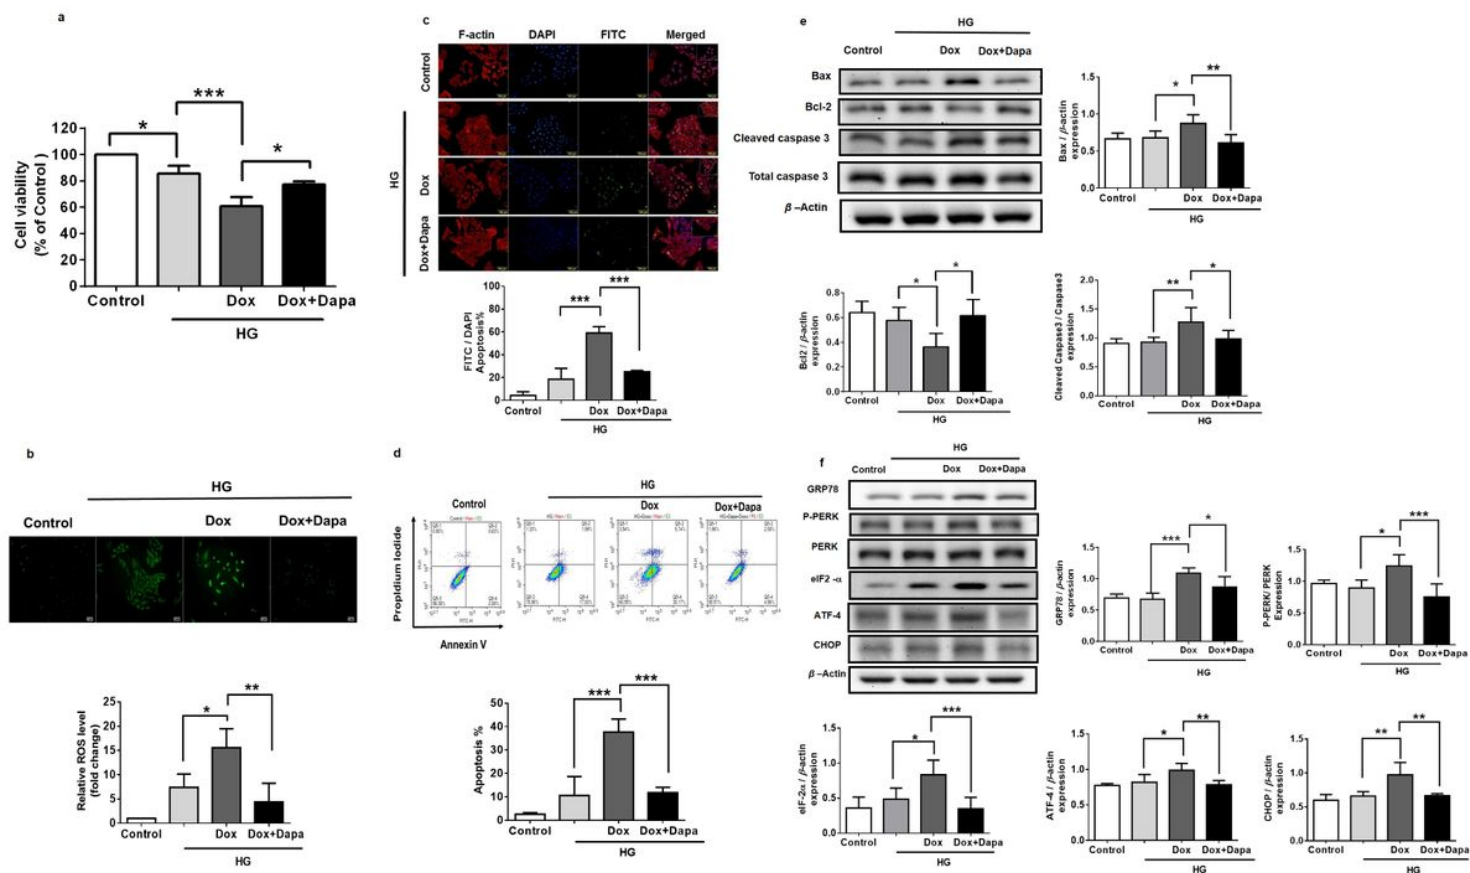 a
***
*
*
120
100
80
60
40
20
0
Cell viability
(% of Control )
Control
Dox
Dox+Dapa
HG
b
HG
Control
Dox
Dox+Dapa
*
**
25
20
15
10
5
0
Relative ROS level
(fold change)
Control
Dox
Dox+Dapa
HG
c
F-actin
DAPI
FITC
Merged
Control
HG
Dox
Dox+Dapa
***
***
100
80
60
40
20
0
FITC / DAPI
Apoptosis%
Control
Dox
Dox+Dapa
HG
d
HG
Control
Dox
Dox+Dapa
Propidium Iodide
Annexin V
***
***
50
40
30
20
10
0
Apoptosis %
Control
Dox
Dox+Dapa
HG
e
HG
Control
Dox
Dox+Dapa
Bax
Bcl-2
Cleaved caspase 3
Total caspase 3
β –Actin
*
**
1.5
1.0
0.5
0.0
Bax / β-actin
expression
Control
Dox
Dox+Dapa
HG
*
*
0.8
0.6
0.4
0.2
0.0
Bcl2 / β-actin
expression
Control
Dox
Dox+Dapa
HG
**
*
2.0
1.5
1.0
0.5
0.0
Cleaved Caspase3 / Caspase3
expression
Control
Dox
Dox+Dapa
HG
f
HG
Control
Dox
Dox+Dapa
GRP78
P-PERK
PERK
eIF2 -α
ATF-4
CHOP
β –Actin
***
*
1.5
1.0
0.5
0.0
GRP78 / β-actin
expression
Control
Dox
Dox+Dapa
HG
*
***
1.5
1.0
0.5
0.0
P-PERK/ PERK
Expression
Control
Dox
Dox+Dapa
HG
*
***
1.5
1.0
0.5
0.0
eIF-2α / β-actin
expression
Control
Dox
Dox+Dapa
HG
*
**
1.5
1.0
0.5
0.0
ATF-4 / β-actin
expression
Control
Dox
Dox+Dapa
HG
**
**
1.5
1.0
0.5
0.0
CHOP / β-actin
expression
Control
Dox
Dox+Dapa
HG